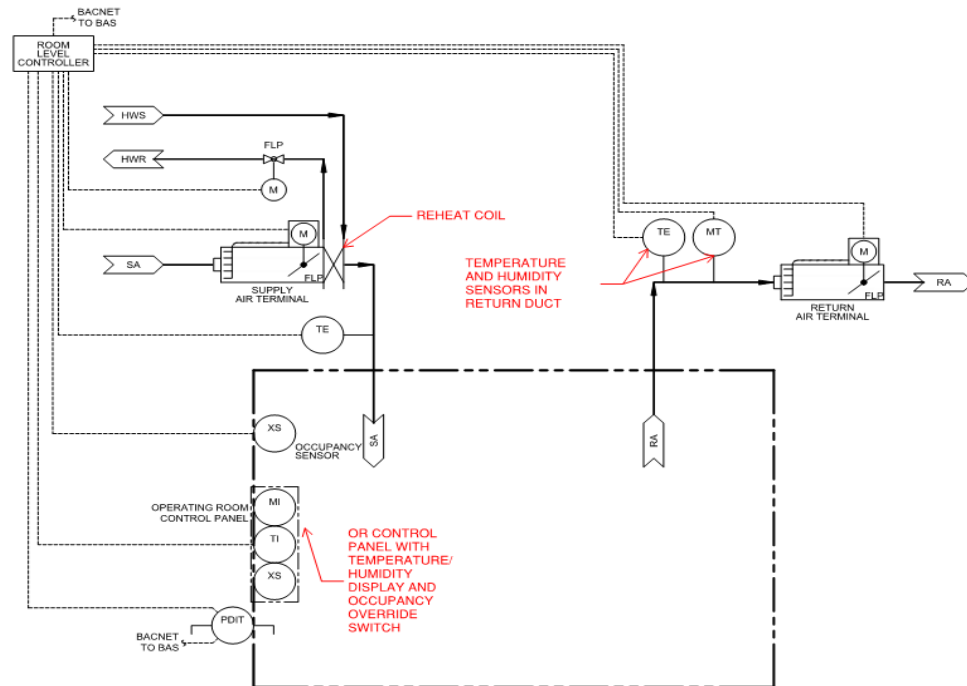 BACNET
TO BAS
ROOM
LEVEL
CONTROLLER
HWS
HWR
FLP
M
REHEAT COIL
M
SA
FLP
SUPPLY
AIR TERMINAL
TE
TE
MT
TEMPERATURE
AND HUMIDITY
SENSORS IN
RETURN DUCT
M
FLP
RA
RETURN
AIR TERMINAL
XS
OCCUPANCY
SENSOR
SA
RA
OPERATING ROOM
CONTROL PANEL
MI
TI
XS
OR CONTROL
PANEL WITH
TEMPERATURE/
HUMIDITY
DISPLAY AND
OCCUPANCY
OVERRIDE
SWITCH
PDIT
BACNET
TO BAS